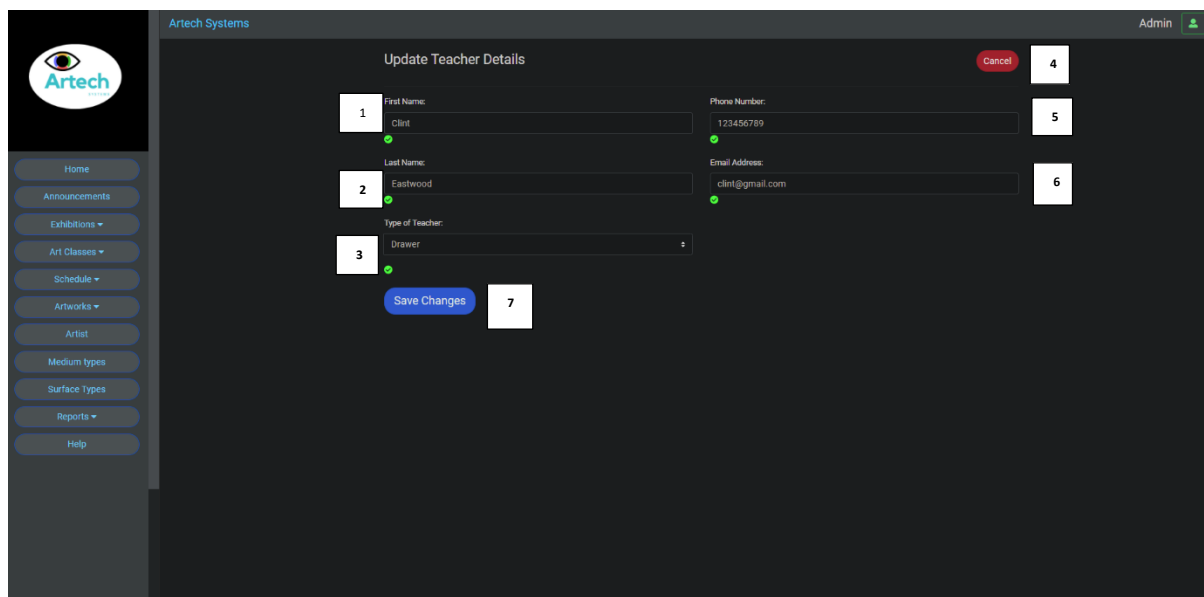 Artech Systems
Admin
Artech
SYSTEMS
Home
Announcements
Exhibitions
Art Classes
Schedule
Artworks
Artist
Medium types
Surface Types
Reports
Help
Update Teacher Details
Cancel
4
1
First Name:
Clint
Phone Number:
123456789
5
2
Last Name:
Eastwood
Email Address:
clint@gmail.com
6
3
Type of Teacher:
Drawer
Save Changes
7